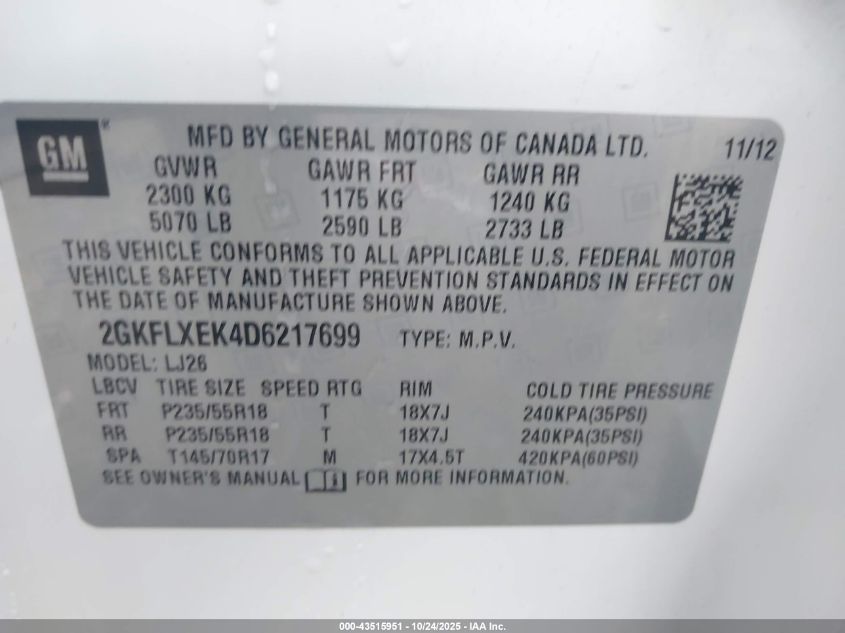 GM
MFD BY GENERAL MOTORS OF CANADA LTD. 11/12
GVWR GAWR FRT GAWR RR
2300 KG 1175 KG 1240 KG
5070 LB 2590 LB 2733 LB
THIS VEHICLE CONFORMS TO ALL APPLICABLE U.S. FEDERAL MOTOR
VEHICLE SAFETY AND THEFT PREVENTION STANDARDS IN EFFECT ON
THE DATE OF MANUFACTURE SHOWN ABOVE.
2GKFLXEK4D6217699 TYPE: M.P.V.
MODEL: LJ26
LBCV TIRE SIZE SPEED RTG RIM COLD TIRE PRESSURE
FRT P235/55R18 T 18X7J 240KPA(35PSI)
RR P235/55R18 T 18X7J 240KPA(35PSI)
SPA T145/70R17 M 17X4.5T 420KPA(60PSI)
SEE OWNER'S MANUAL FOR MORE INFORMATION.
000-43515951 - 10/24/2025 - IAA Inc.